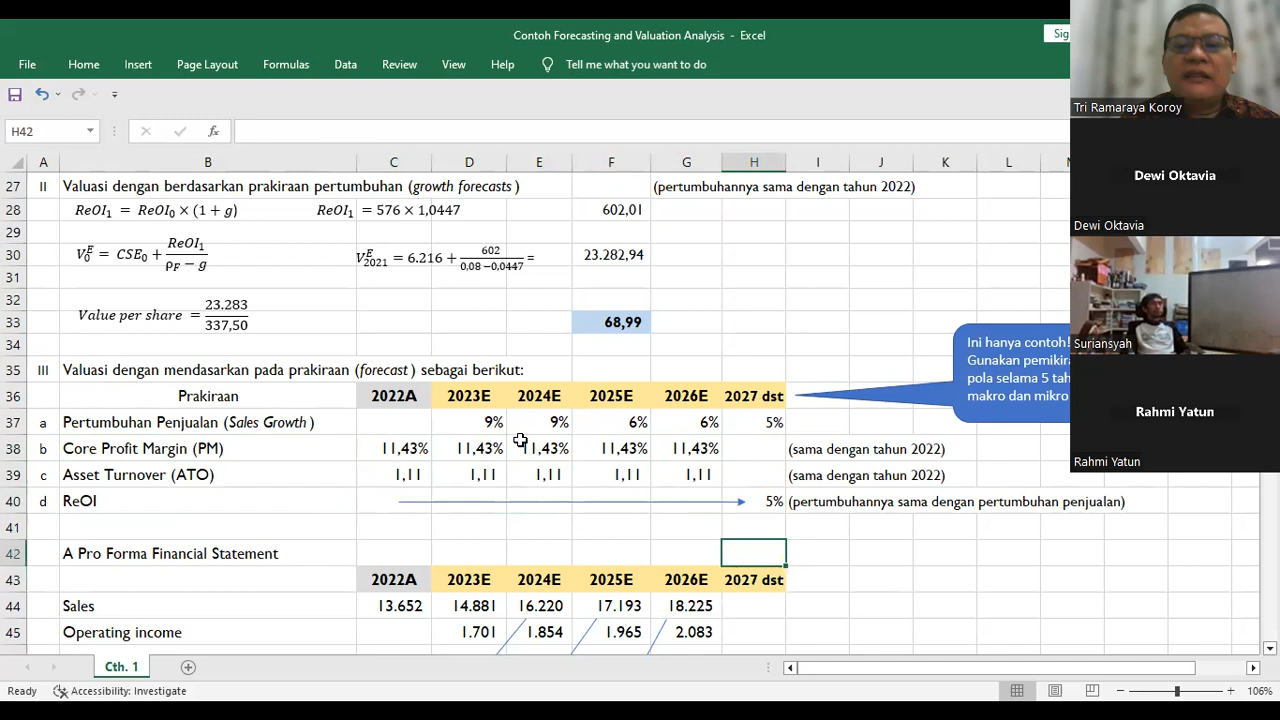 Contoh Forecasting and Valuation Analysis - Excel
Sig
File Home Insert Page Layout Formulas Data Review View Help Tell me what you want to do
H42 fx
A B C D E F G H I J K L M
27 II Valuasi dengan berdasarkan prakiraan pertumbuhan (growth forecasts ) (pertumbuhannya sama dengan tahun 2022)
28 ReOI₁ = ReOI₀ × (1 + g) ReOI₁ = 576 × 1,0447 602,01
29
30 V₀ᴱ = CSE₀ + ReOI₁ / (ρF − g) V₂₀₂₁ᴱ = 6.216 + 602 / (0,08 −0,0447) = 23.282,94
31
32
33 Value per share = 23.283 / 337,50 68,99
34
35 III Valuasi dengan mendasarkan pada prakiraan (forecast ) sebagai berikut:
36 Prakiraan 2022A 2023E 2024E 2025E 2026E 2027 dst
37 a Pertumbuhan Penjualan (Sales Growth ) 9% 9% 6% 6% 5%
38 b Core Profit Margin (PM) 11,43% 11,43% 11,43% 11,43% 11,43% (sama dengan tahun 2022)
39 c Asset Turnover (ATO) 1,11 1,11 1,11 1,11 1,11 (sama dengan tahun 2022)
40 d ReOI 5% (pertumbuhannya sama dengan pertumbuhan penjualan)
41
42 A Pro Forma Financial Statement
43 2022A 2023E 2024E 2025E 2026E 2027 dst
44 Sales 13.652 14.881 16.220 17.193 18.225
45 Operating income 1.701 1.854 1.965 2.083
Ini hanya contoh!
Gunakan pemikira
pola selama 5 tah
makro dan mikro
Tri Ramaraya Koroy
Dewi Oktavia
Dewi Oktavia
Suriansyah
Rahmi Yatun
Rahmi Yatun
Cth. 1
Ready Accessibility: Investigate 106%